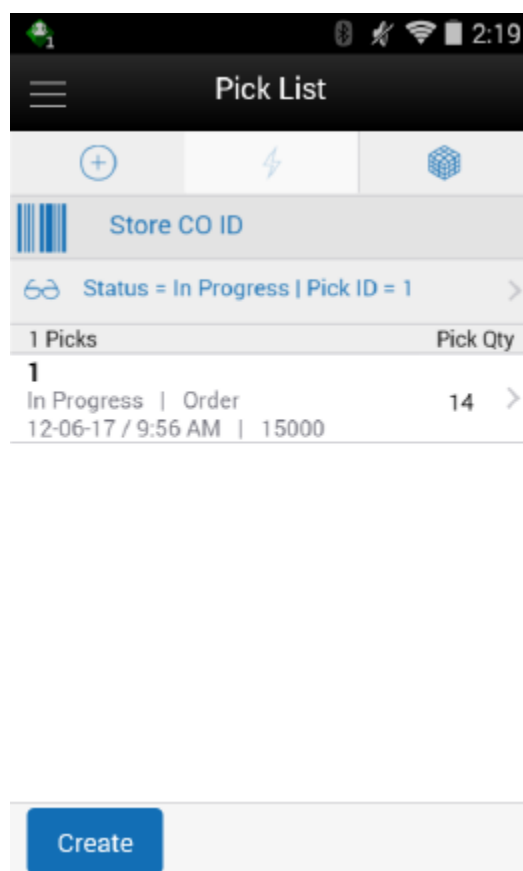 1 2:19
Pick List
Store CO ID
Status = In Progress | Pick ID = 1
1 Picks Pick Qty
1
In Progress | Order 14
12-06-17 / 9:56 AM | 15000
Create